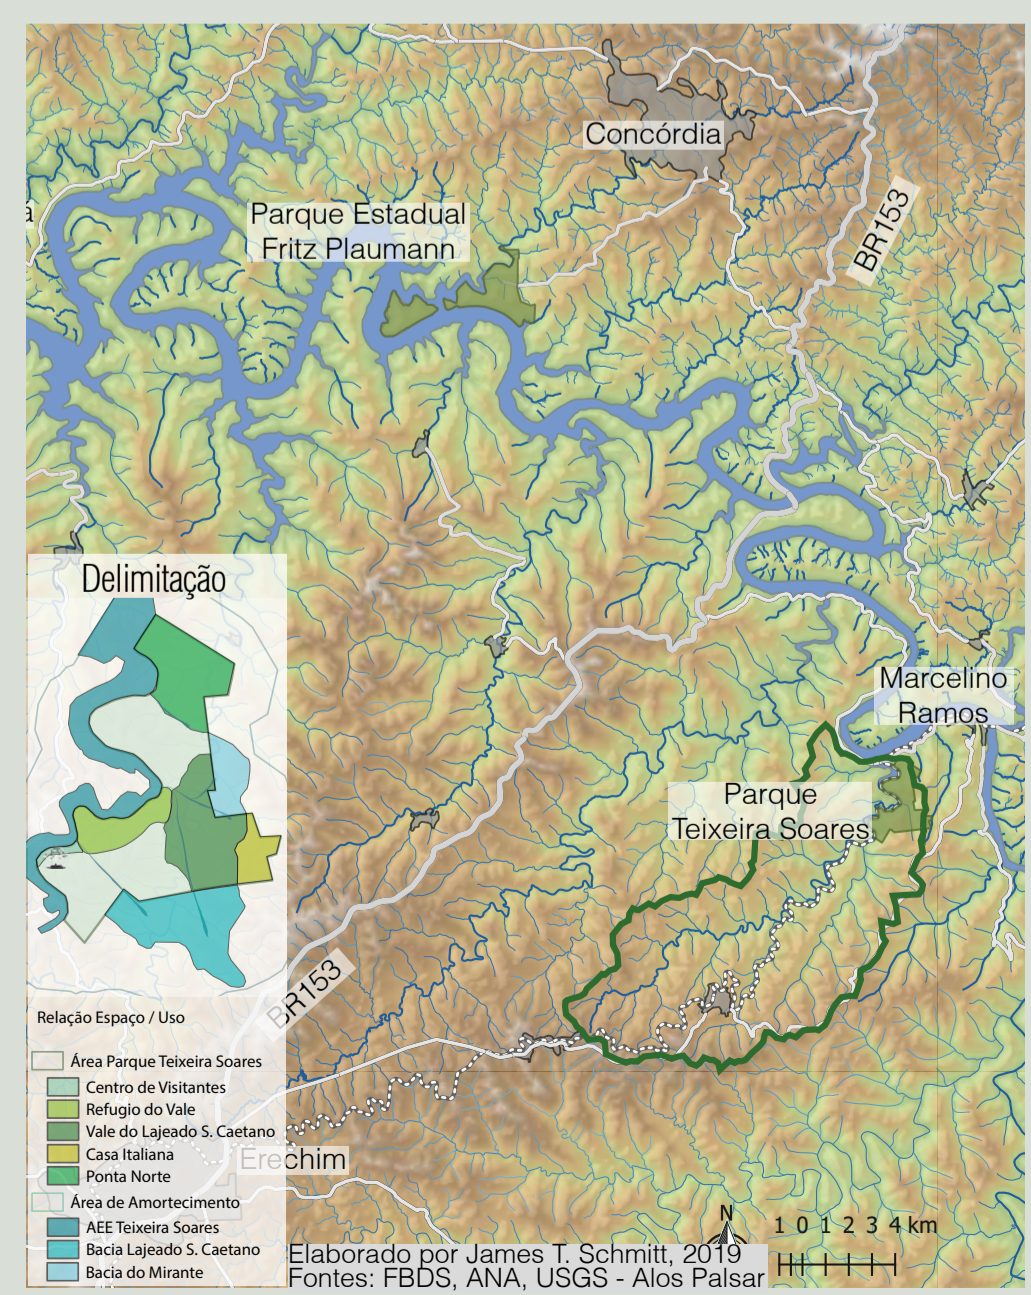 Concórdia
Parque Estadual
Fritz Plaumann
BR153
á
Delimitação
Marcelino
Ramos
Parque
Teixeira Soares
BR153
Relação Espaço / Uso
Área Parque Teixeira Soares
Centro de Visitantes
Refugio do Vale
Vale do Lajeado S. Caetano
Casa Italiana
Ponta Norte
Área de Amortecimento
AEE Teixeira Soares
Bacia Lajeado S. Caetano
Bacia do Mirante
Erechim
N
1 0 1 2 3 4 km
Elaborado por James T. Schmitt, 2019
Fontes: FBDS, ANA, USGS - Alos Palsar